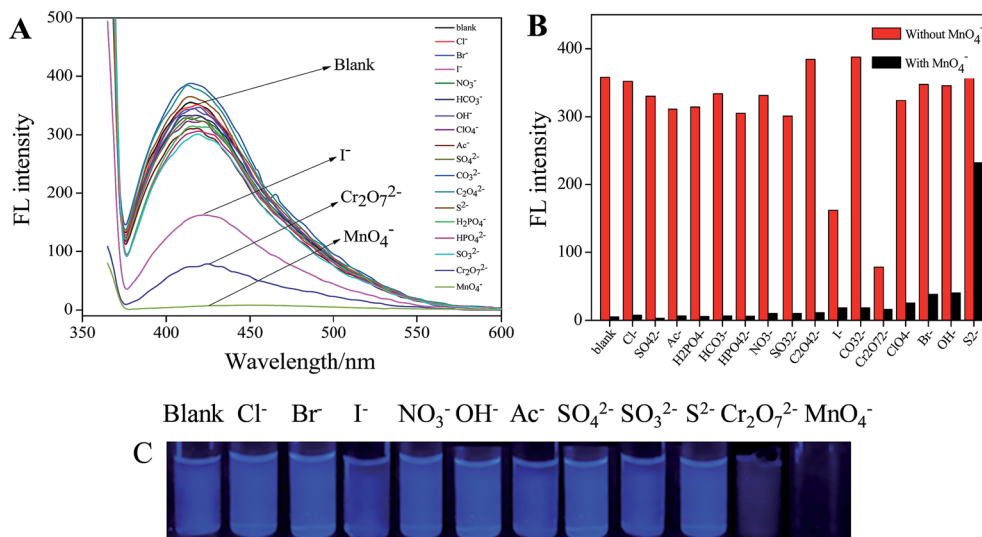 A
FL intensity
500
400
300
200
100
0
350
400
450
500
550
600
Wavelength/nm
Blank
I⁻
Cr₂O₇²⁻
MnO₄⁻
blank
Cl⁻
Br⁻
I⁻
NO₃⁻
HCO₃⁻
OH⁻
ClO₄⁻
Ac⁻
SO₄²⁻
CO₃²⁻
C₂O₄²⁻
S²⁻
H₂PO₄⁻
HPO₄²⁻
SO₃²⁻
Cr₂O₇²⁻
MnO₄⁻
B
FL intensity
400
300
200
100
0
Without MnO₄⁻
With MnO₄⁻
blank
Cl-
SO42-
Ac-
H2PO4-
HCO3-
HPO42-
NO3-
SO32-
C2O42-
I-
CO32-
Cr2O72-
ClO4-
Br-
OH-
S2-
Blank Cl⁻ Br⁻ I⁻ NO₃⁻ OH⁻ Ac⁻ SO₄²⁻ SO₃²⁻ S²⁻ Cr₂O₇²⁻ MnO₄⁻
C